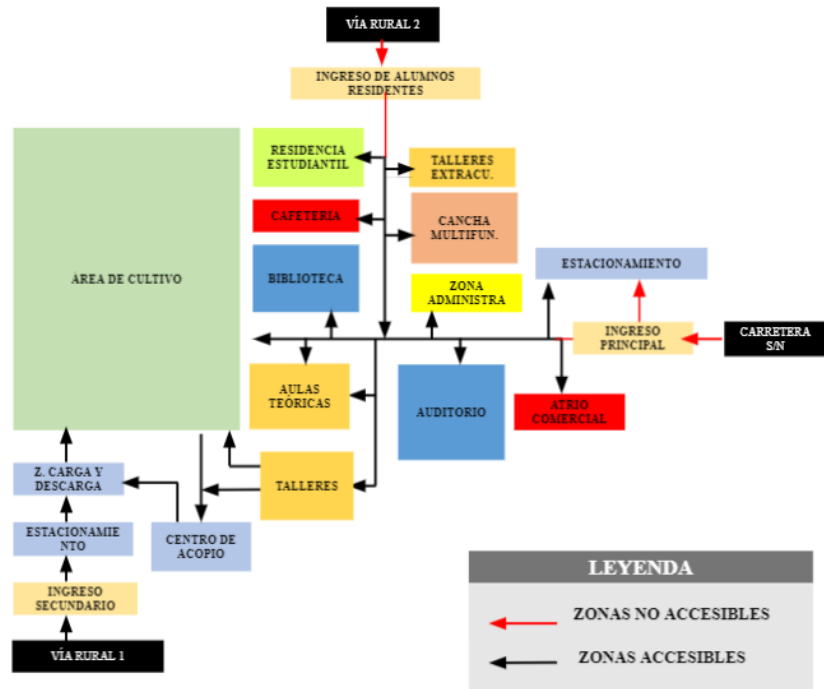 VÍA RURAL 2
INGRESO DE ALUMNOS
RESIDENTES
RESIDENCIA
ESTUDIANTIL
TALLERES
EXTRACU.
CAFETERIA
CANCHA
MULTIFUN.
ÁREA DE CULTIVO
BIBLIOTECA
ZONA
ADMINISTRA
ESTACIONAMIENTO
INGRESO
PRINCIPAL
CARRETERA
S/N
AULAS
TEÓRICAS
AUDITORIO
ATRIO
COMERCIAL
Z. CARGA Y
DESCARGA
TALLERES
ESTACIONAMIE
NTO
CENTRO DE
ACOPIO
INGRESO
SECUNDARIO
VÍA RURAL 1
LEYENDA
ZONAS NO ACCESIBLES
ZONAS ACCESIBLES